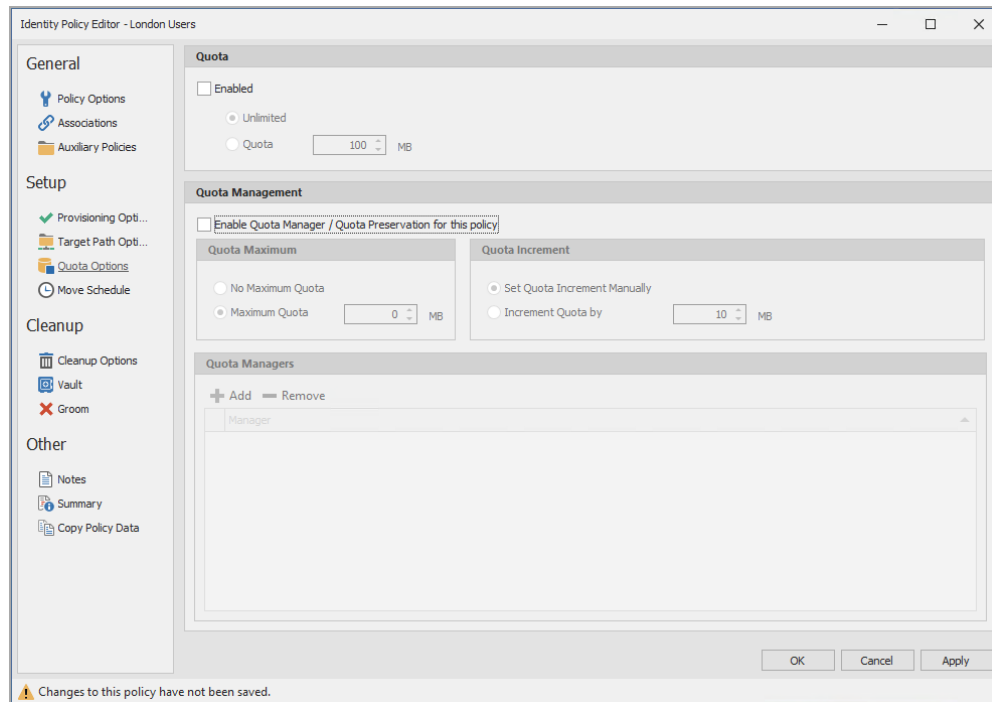 Identity Policy Editor - London Users
General
Policy Options
Associations
Auxiliary Policies
Setup
Provisioning Opti...
Target Path Opti...
Quota Options
Move Schedule
Cleanup
Cleanup Options
Vault
Groom
Other
Notes
Summary
Copy Policy Data
Quota
Enabled
Unlimited
Quota 100 MB
Quota Management
Enable Quota Manager / Quota Preservation for this policy
Quota Maximum
No Maximum Quota
Maximum Quota 0 MB
Quota Increment
Set Quota Increment Manually
Increment Quota by 10 MB
Quota Managers
Add Remove
Manager
OK Cancel Apply
Changes to this policy have not been saved.